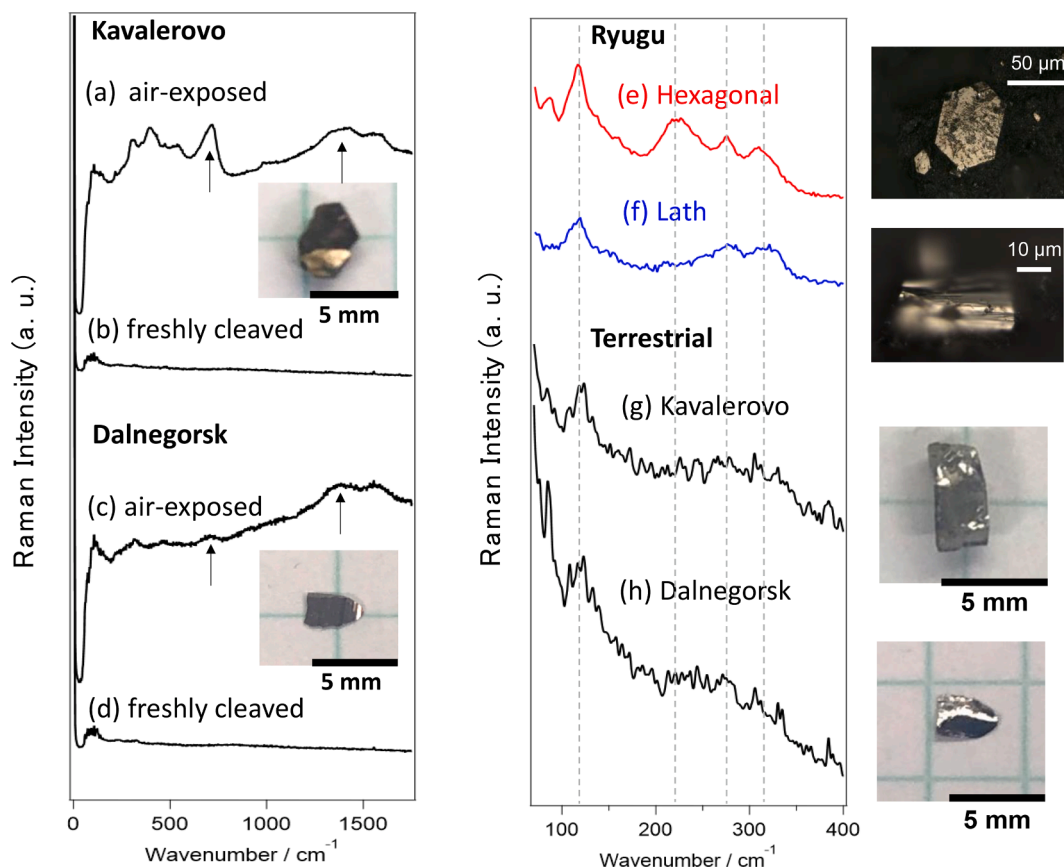 Kavalerovo
(a) air-exposed
5 mm
(b) freshly cleaved
Dalnegorsk
(c) air-exposed
5 mm
(d) freshly cleaved
Raman Intensity (a. u.)
0 500 1000 1500
Wavenumber / cm⁻¹
Ryugu
(e) Hexagonal
(f) Lath
Terrestrial
(g) Kavalerovo
(h) Dalnegorsk
Raman Intensity (a. u.)
100 200 300 400
Wavenumber / cm⁻¹
50 µm
10 µm
5 mm
5 mm